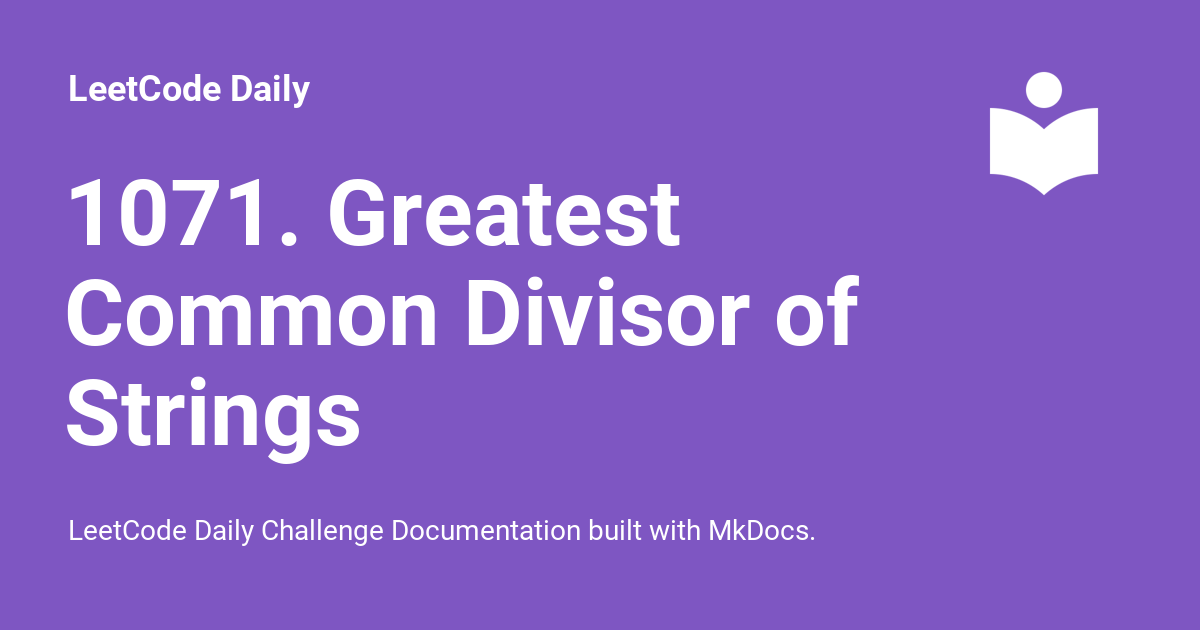 LeetCode Daily
1071. Greatest
Common Divisor of
Strings
LeetCode Daily Challenge Documentation built with MkDocs.